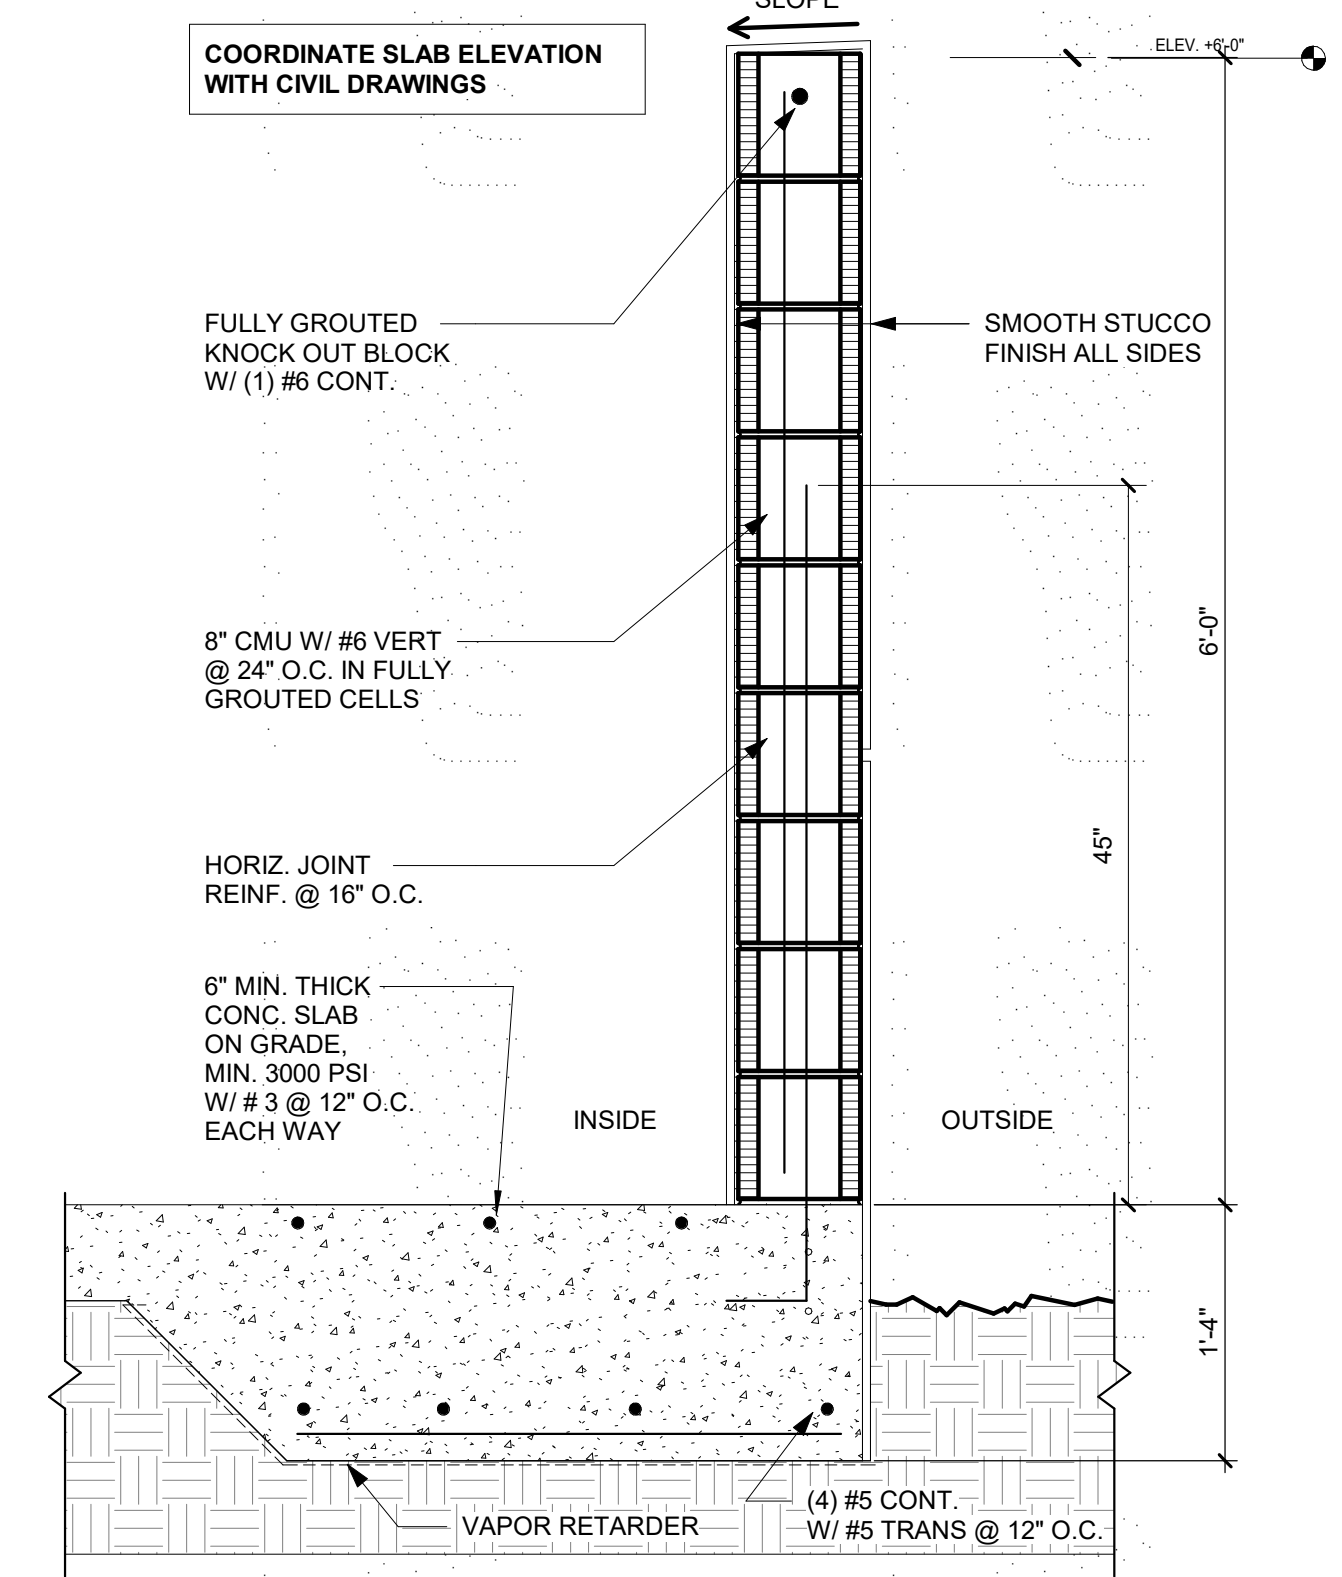 SLOPE
COORDINATE SLAB ELEVATION
WITH CIVIL DRAWINGS
ELEV. +6'-0"
FULLY GROUTED
KNOCK OUT BLOCK
W/ (1) #6 CONT.
SMOOTH STUCCO
FINISH ALL SIDES
8" CMU W/ #6 VERT
@ 24" O.C. IN FULLY
GROUTED CELLS
6'-0"
45"
HORIZ. JOINT
REINF. @ 16" O.C.
6" MIN. THICK
CONC. SLAB
ON GRADE,
MIN. 3000 PSI
W/ # 3 @ 12" O.C.
EACH WAY
INSIDE
OUTSIDE
1'-4"
(4) #5 CONT.
W/ #5 TRANS @ 12" O.C.
VAPOR RETARDER